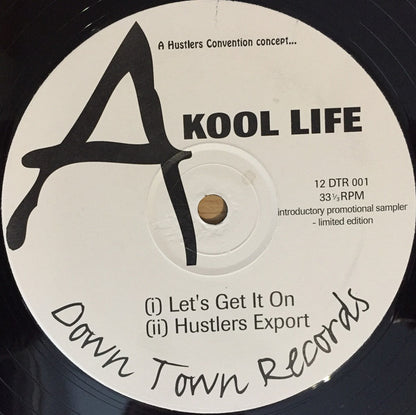 A Hustlers Convention concept...
A
KOOL LIFE
12 DTR 001
33⅓RPM
introductory promotional sampler
- limited edition
(i) Let's Get It On
(ii) Hustlers Export
Down Town Records